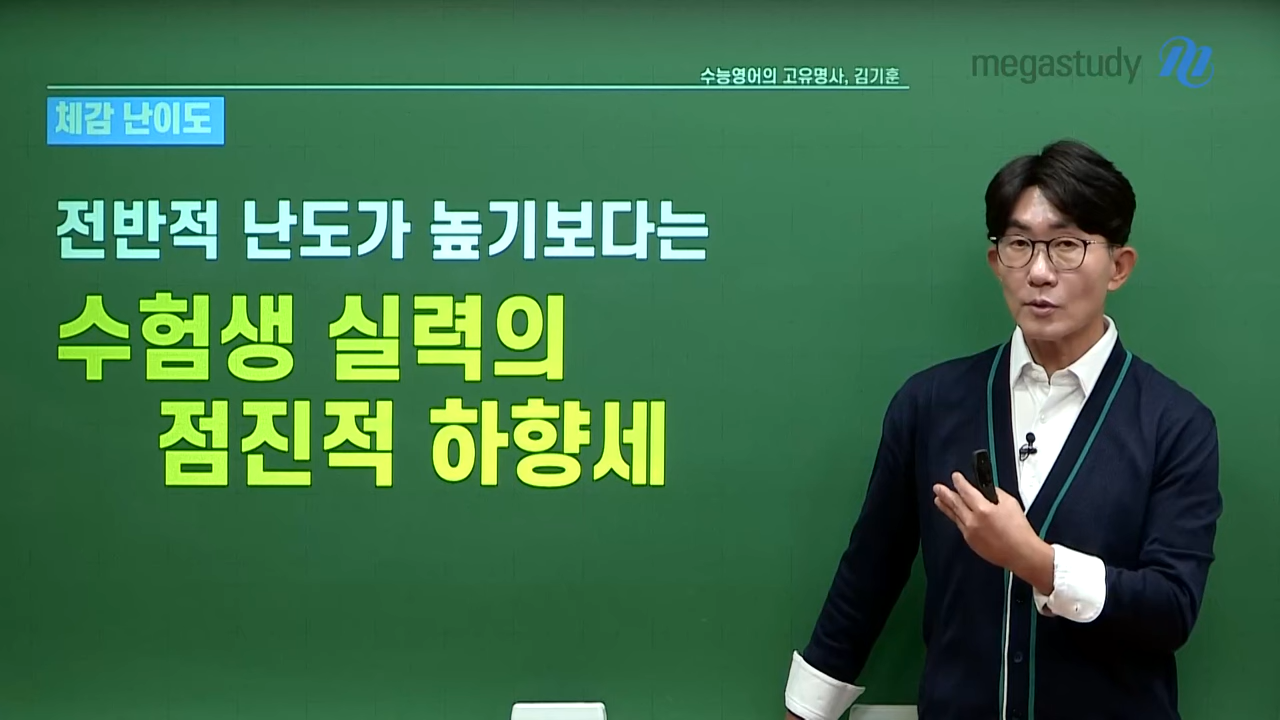 수능영어의 고유명사, 김기훈
megastudy
체감 난이도
전반적 난도가 높기보다는
수험생 실력의
점진적 하향세